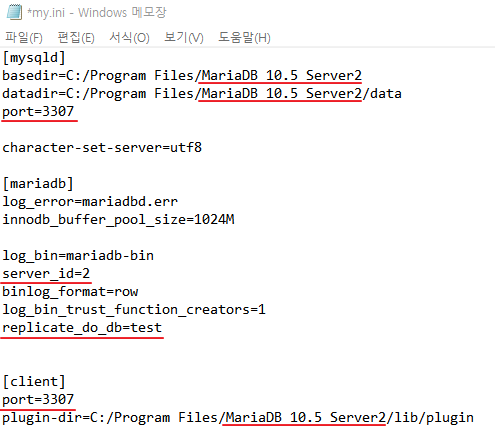 *my.ini - Windows 메모장
파일(F) 편집(E) 서식(O) 보기(V) 도움말(H)
[mysqld]
basedir=C:/Program Files/MariaDB 10.5 Server2
datadir=C:/Program Files/MariaDB 10.5 Server2/data
port=3307
character-set-server=utf8
[mariadb]
log_error=mariadbd.err
innodb_buffer_pool_size=1024M
log_bin=mariadb-bin
server_id=2
binlog_format=row
log_bin_trust_function_creators=1
replicate_do_db=test
[client]
port=3307
plugin-dir=C:/Program Files/MariaDB 10.5 Server2/lib/plugin